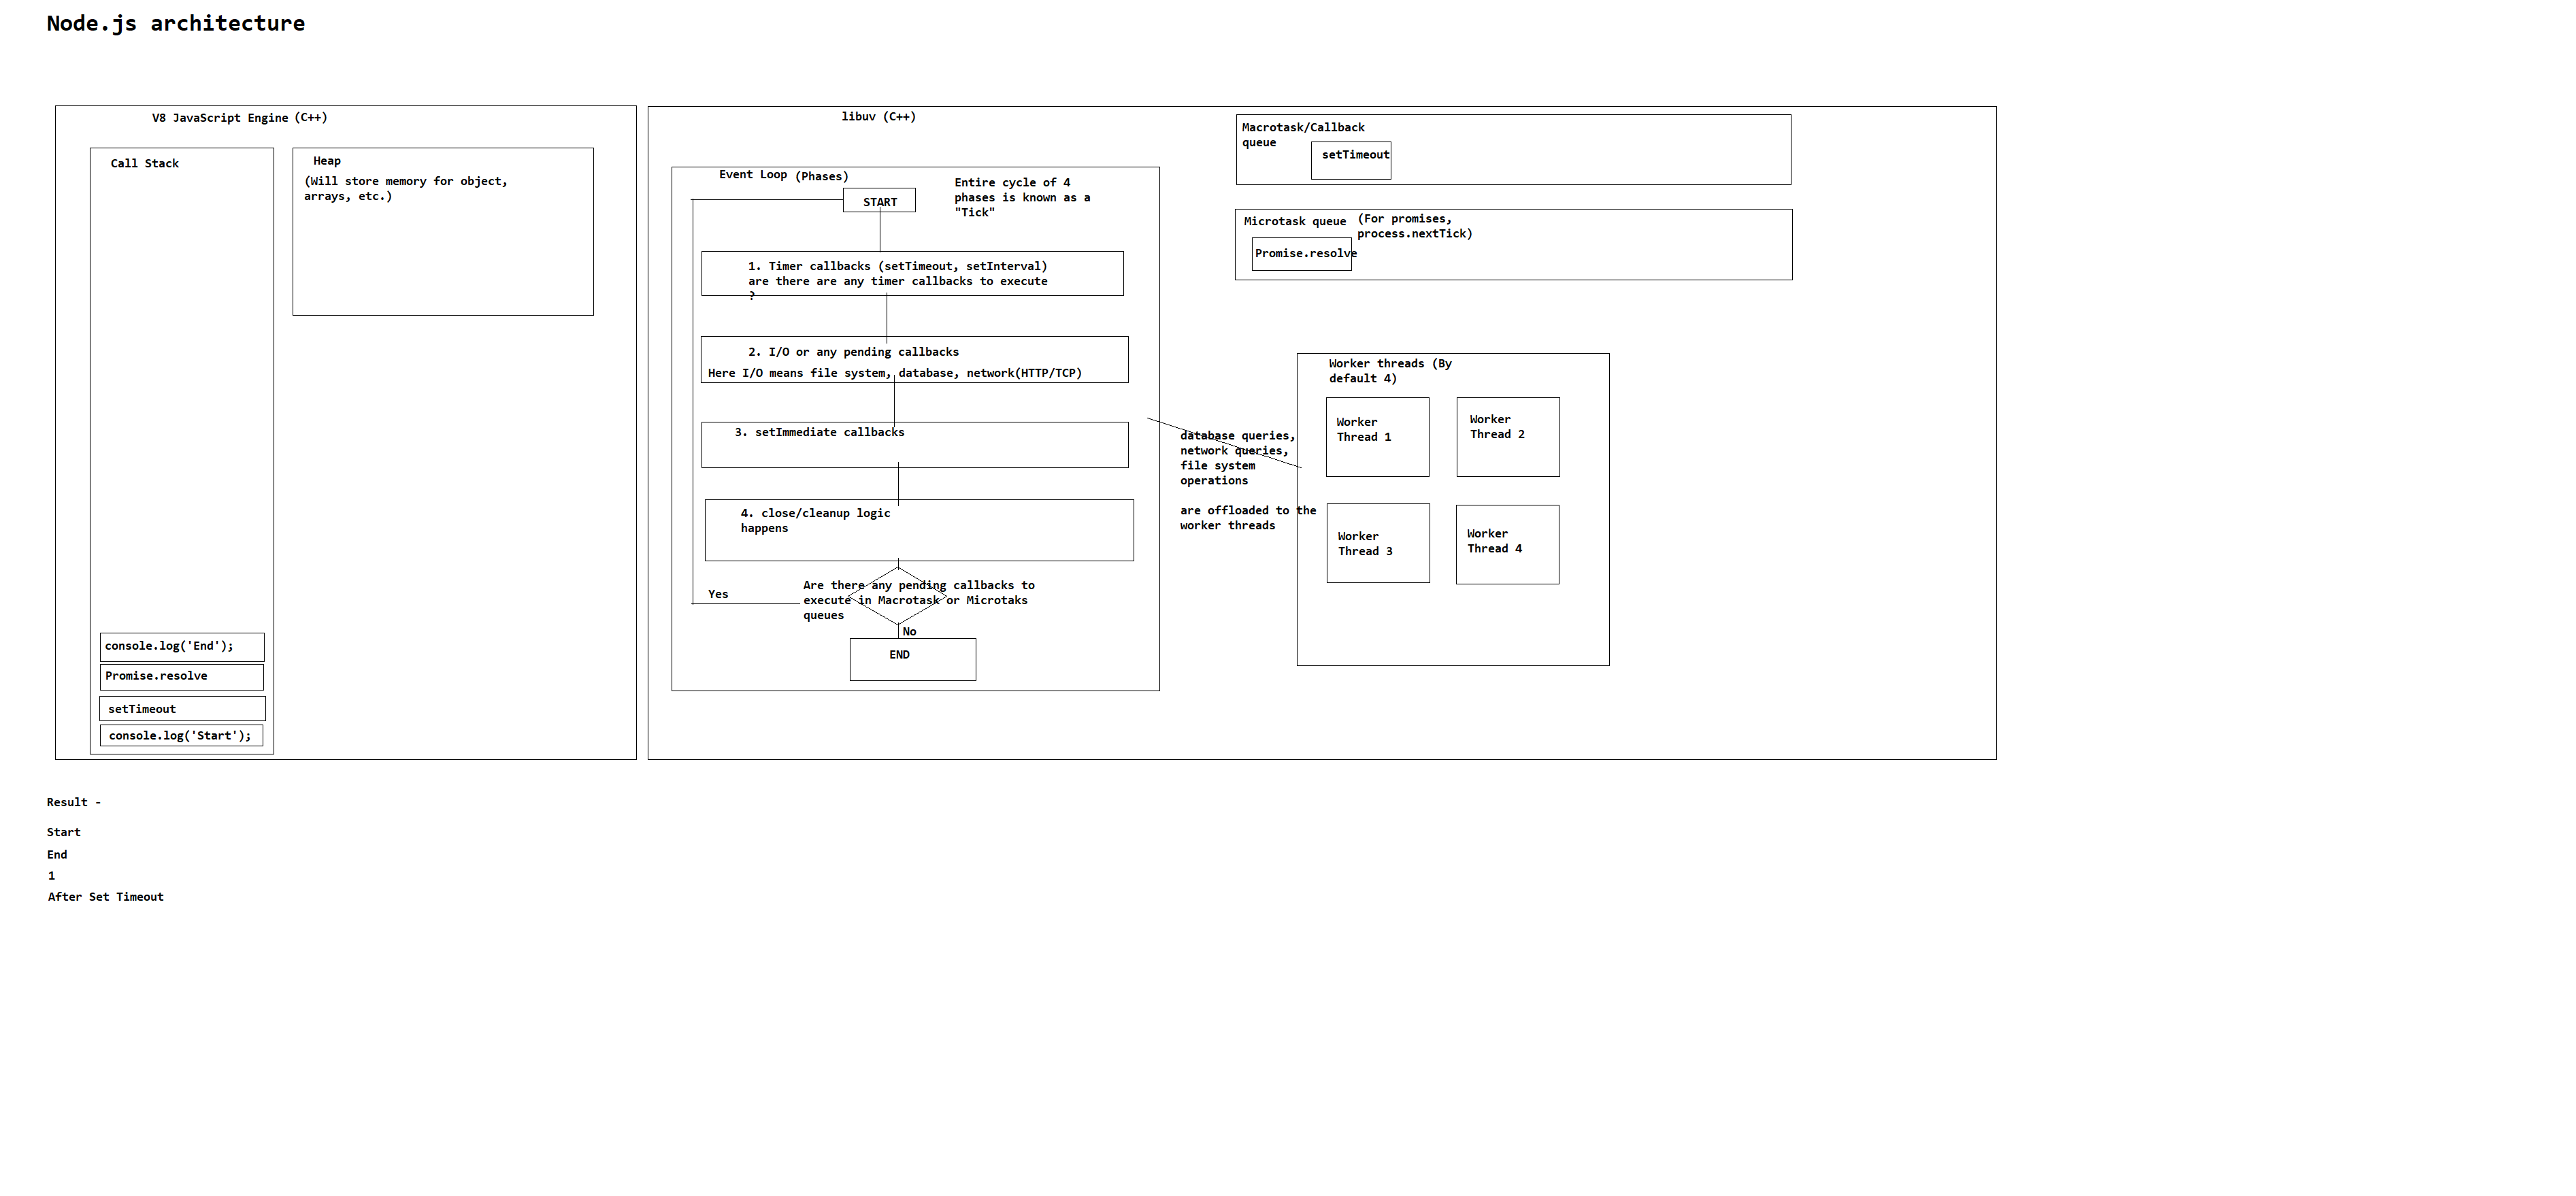 Node.js architecture
V8 JavaScript Engine (C++)
Call Stack
Heap
(Will store memory for object,
arrays, etc.)
console.log('End');
Promise.resolve
setTimeout
console.log('Start');
libuv (C++)
Event Loop (Phases)
START
Entire cycle of 4
phases is known as a
"Tick"
1. Timer callbacks (setTimeout, setInterval)
are there are any timer callbacks to execute
?
2. I/O or any pending callbacks
Here I/O means file system, database, network(HTTP/TCP)
3. setImmediate callbacks
4. close/cleanup logic
happens
Are there any pending callbacks to
execute in Macrotask or Microtaks
queues
Yes
No
END
Macrotask/Callback
queue
setTimeout
Microtask queue
(For promises,
process.nextTick)
Promise.resolve
database queries,
network queries,
file system
operations
are offloaded to the
worker threads
Worker threads (By
default 4)
Worker
Thread 1
Worker
Thread 2
Worker
Thread 3
Worker
Thread 4
Result -
Start
End
1
After Set Timeout